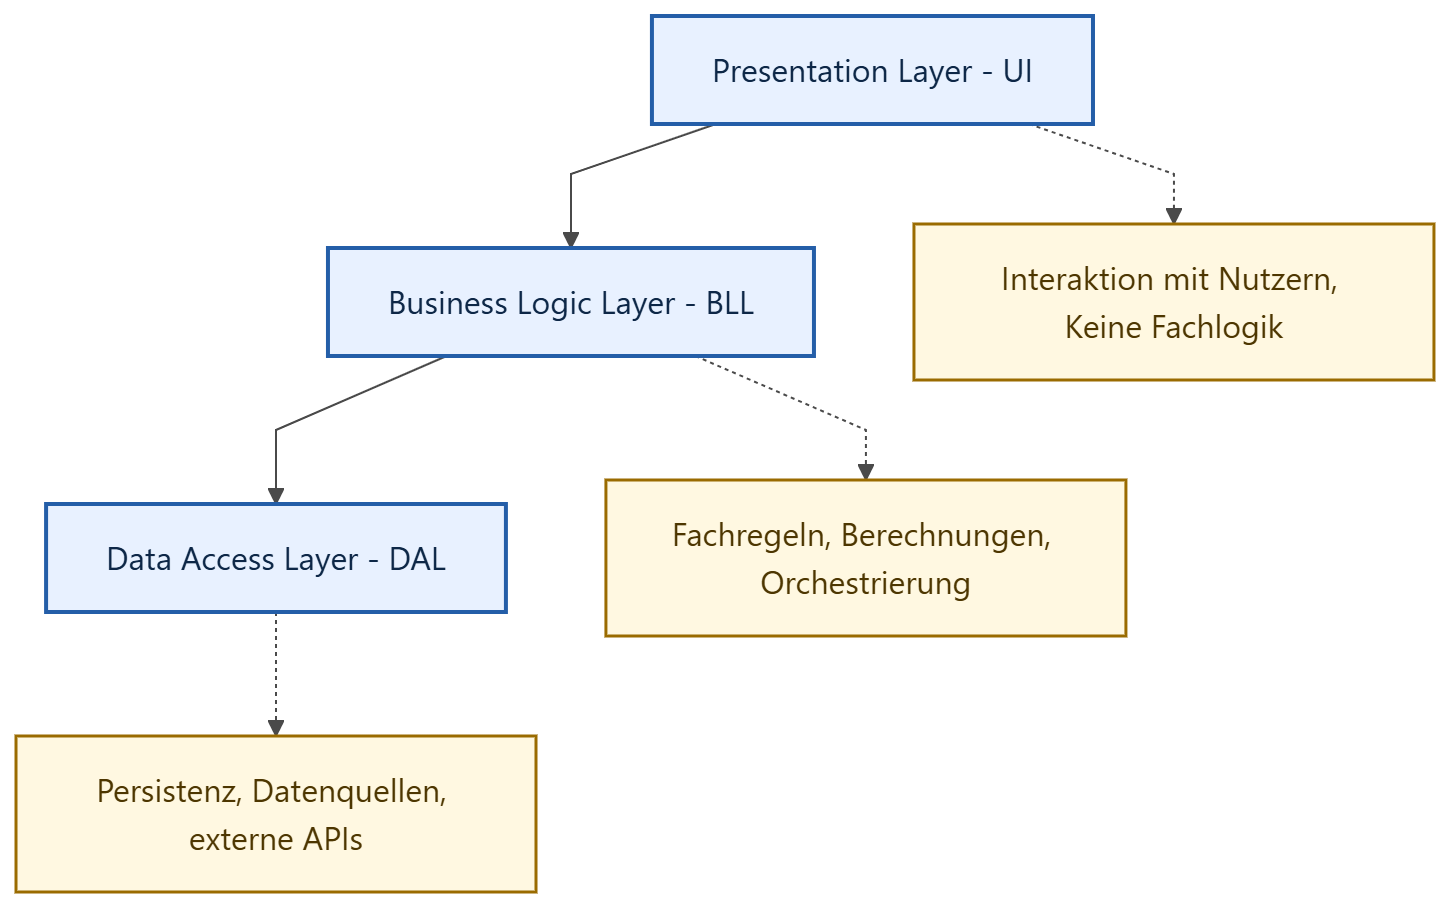 Presentation Layer - UI
Interaktion mit Nutzern,
Keine Fachlogik
Business Logic Layer - BLL
Fachregeln, Berechnungen,
Orchestrierung
Data Access Layer - DAL
Persistenz, Datenquellen,
externe APIs